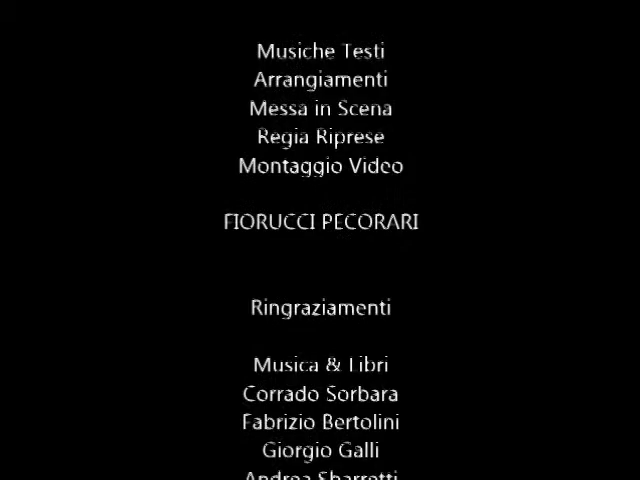 Musiche Testi
Arrangiamenti
Messa in Scena
Regia Riprese
Montaggio Video
FIORUCCI PECORARI
Ringraziamenti
Musica & Libri
Corrado Sorbara
Fabrizio Bertolini
Giorgio Galli
Andrea